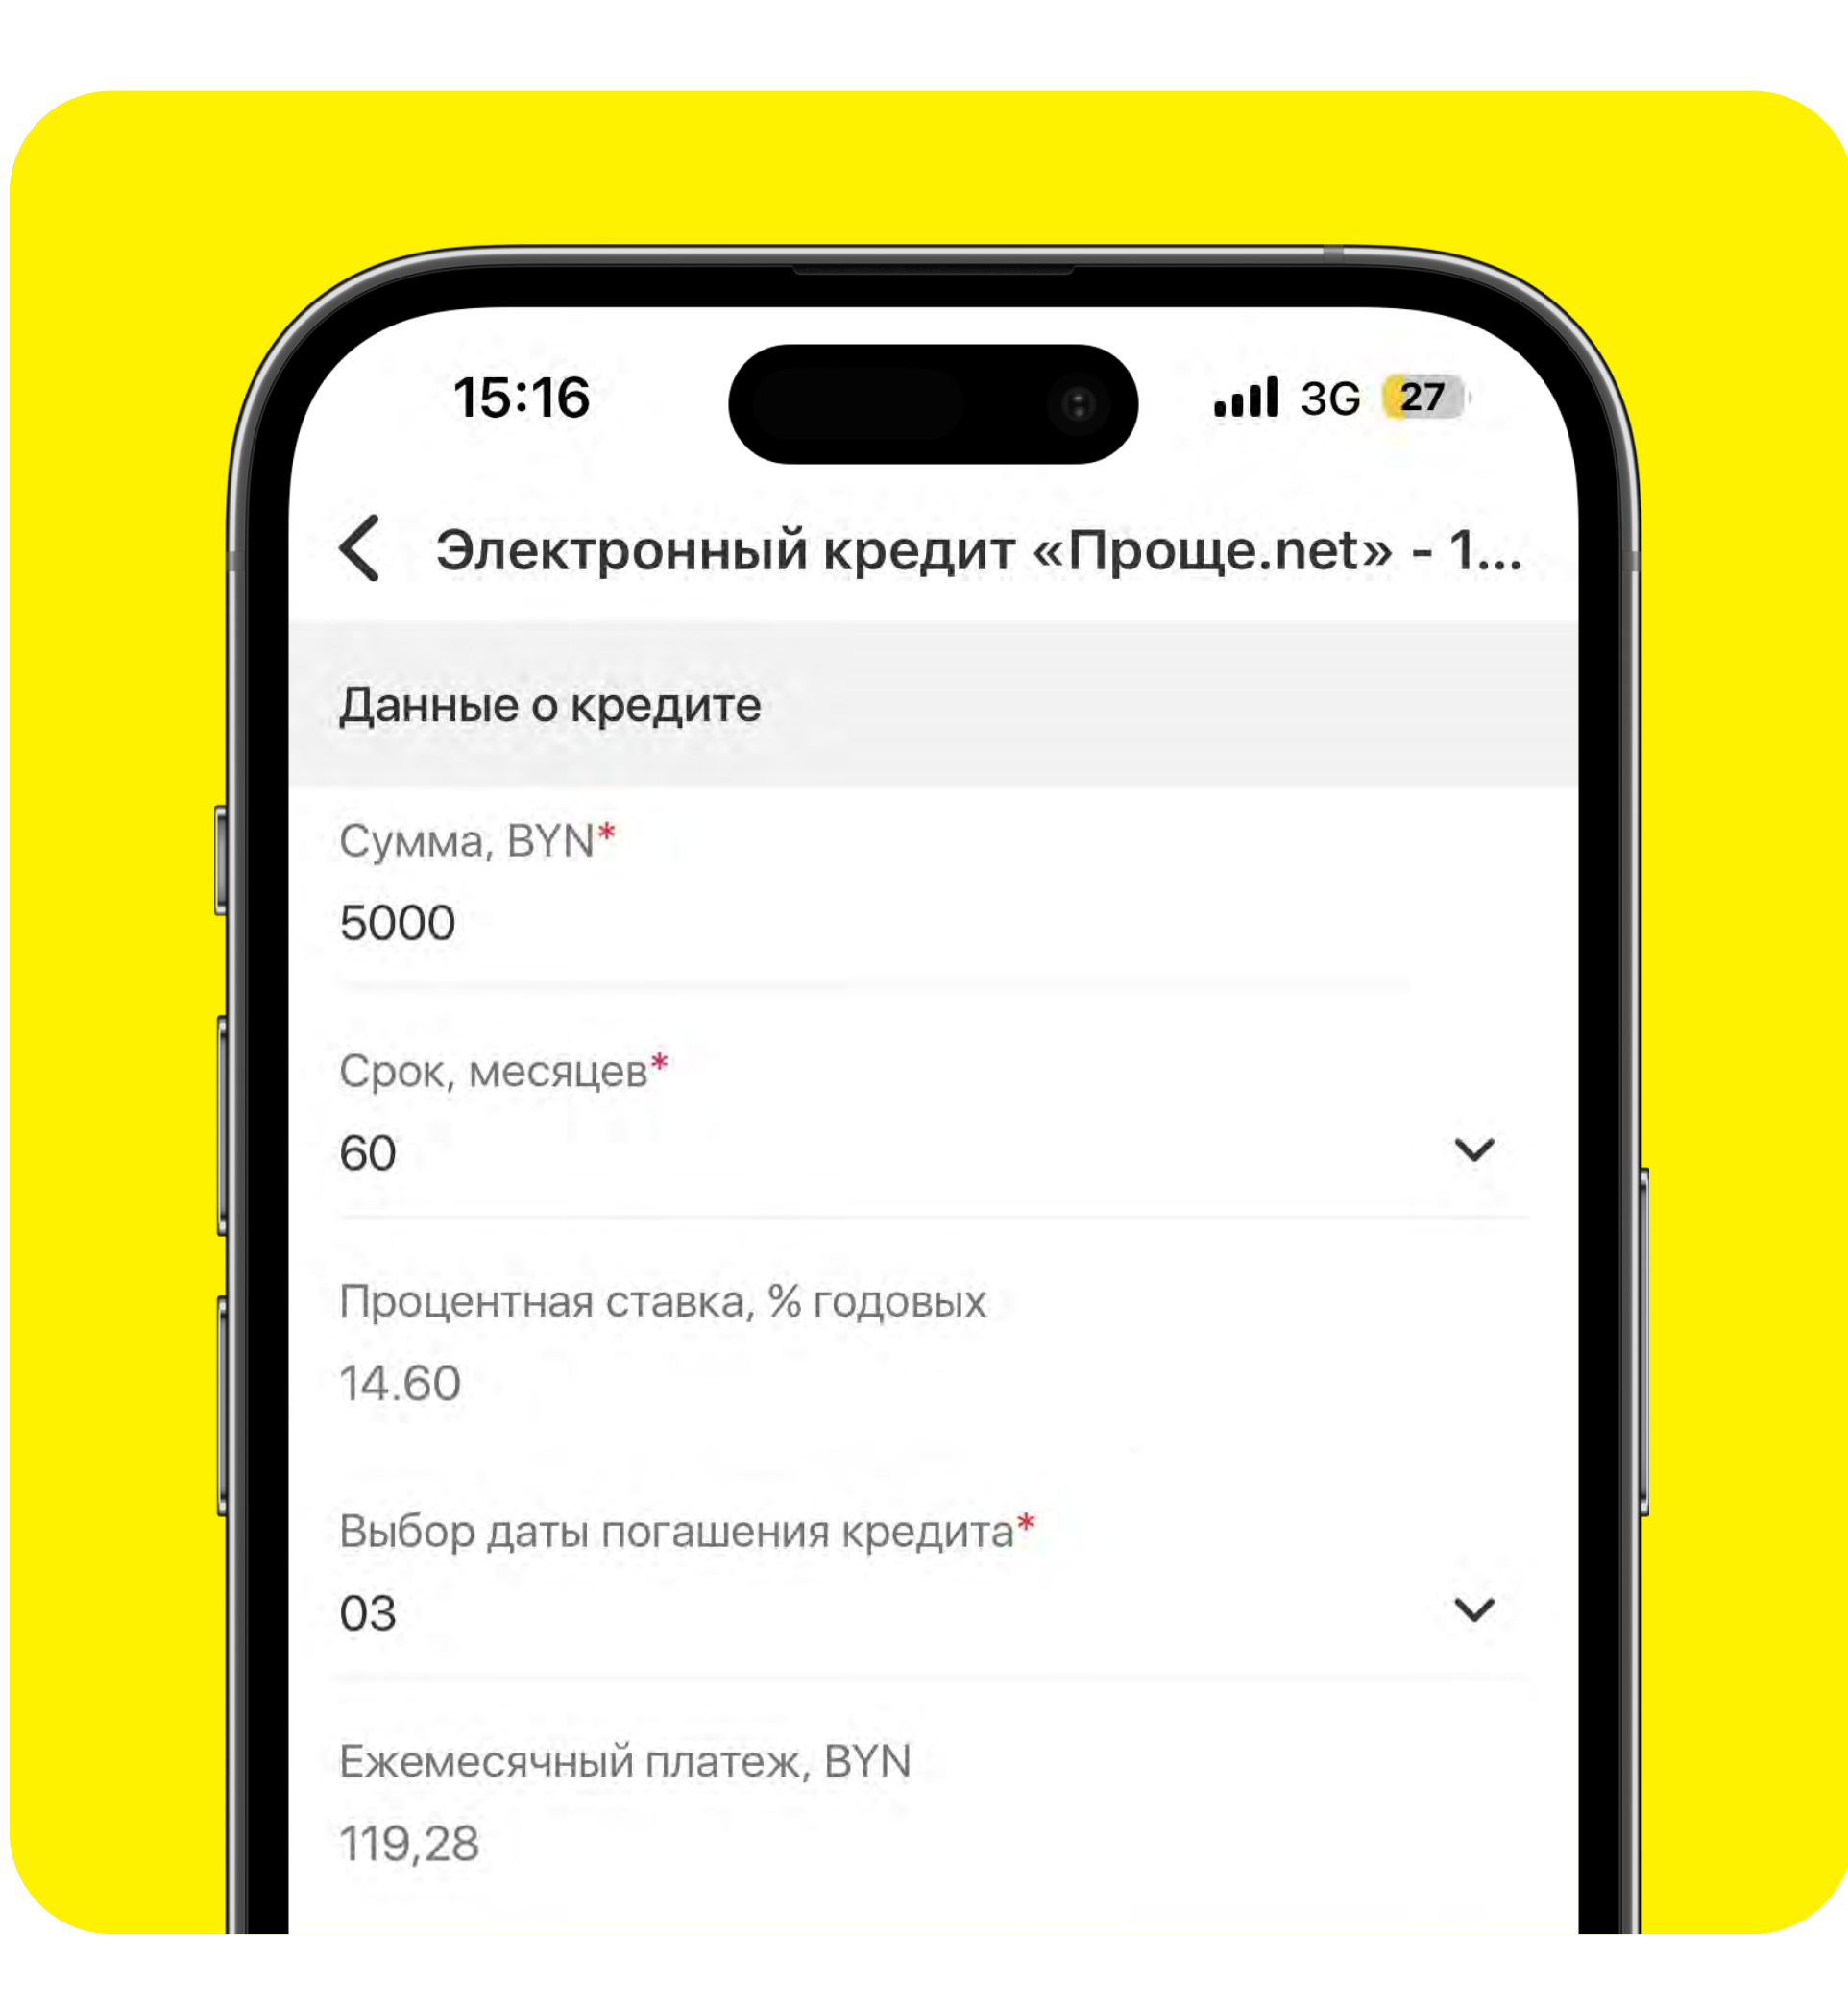 15:16 3G 27
Электронный кредит «Проще.net» - 1...
Данные о кредите
Сумма, BYN*
5000
Срок, месяцев*
60
Процентная ставка, % годовых
14.60
Выбор даты погашения кредита*
03
Ежемесячный платеж, BYN
119,28